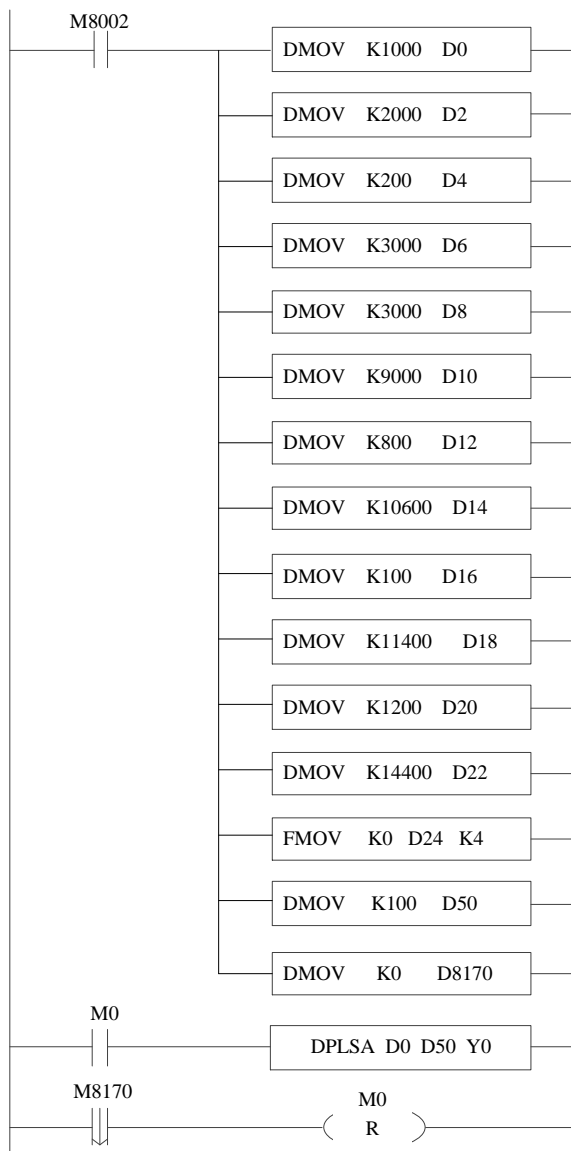 M8002
DMOV K1000 D0
DMOV K2000 D2
DMOV K200 D4
DMOV K3000 D6
DMOV K3000 D8
DMOV K9000 D10
DMOV K800 D12
DMOV K10600 D14
DMOV K100 D16
DMOV K11400 D18
DMOV K1200 D20
DMOV K14400 D22
FMOV K0 D24 K4
DMOV K100 D50
DMOV K0 D8170
M0
DPLSA D0 D50 Y0
M8170
M0
R